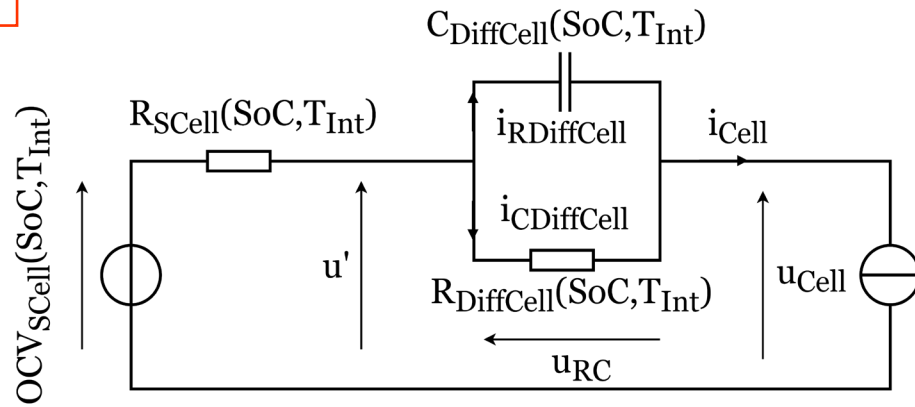 C_DiffCell(SoC,T_Int)
R_SCell(SoC,T_Int)
i_RDiffCell
i_Cell
OCV_SCell(SoC,T_Int)
i_CDiffCell
u'
u_Cell
R_DiffCell(SoC,T_Int)
u_RC